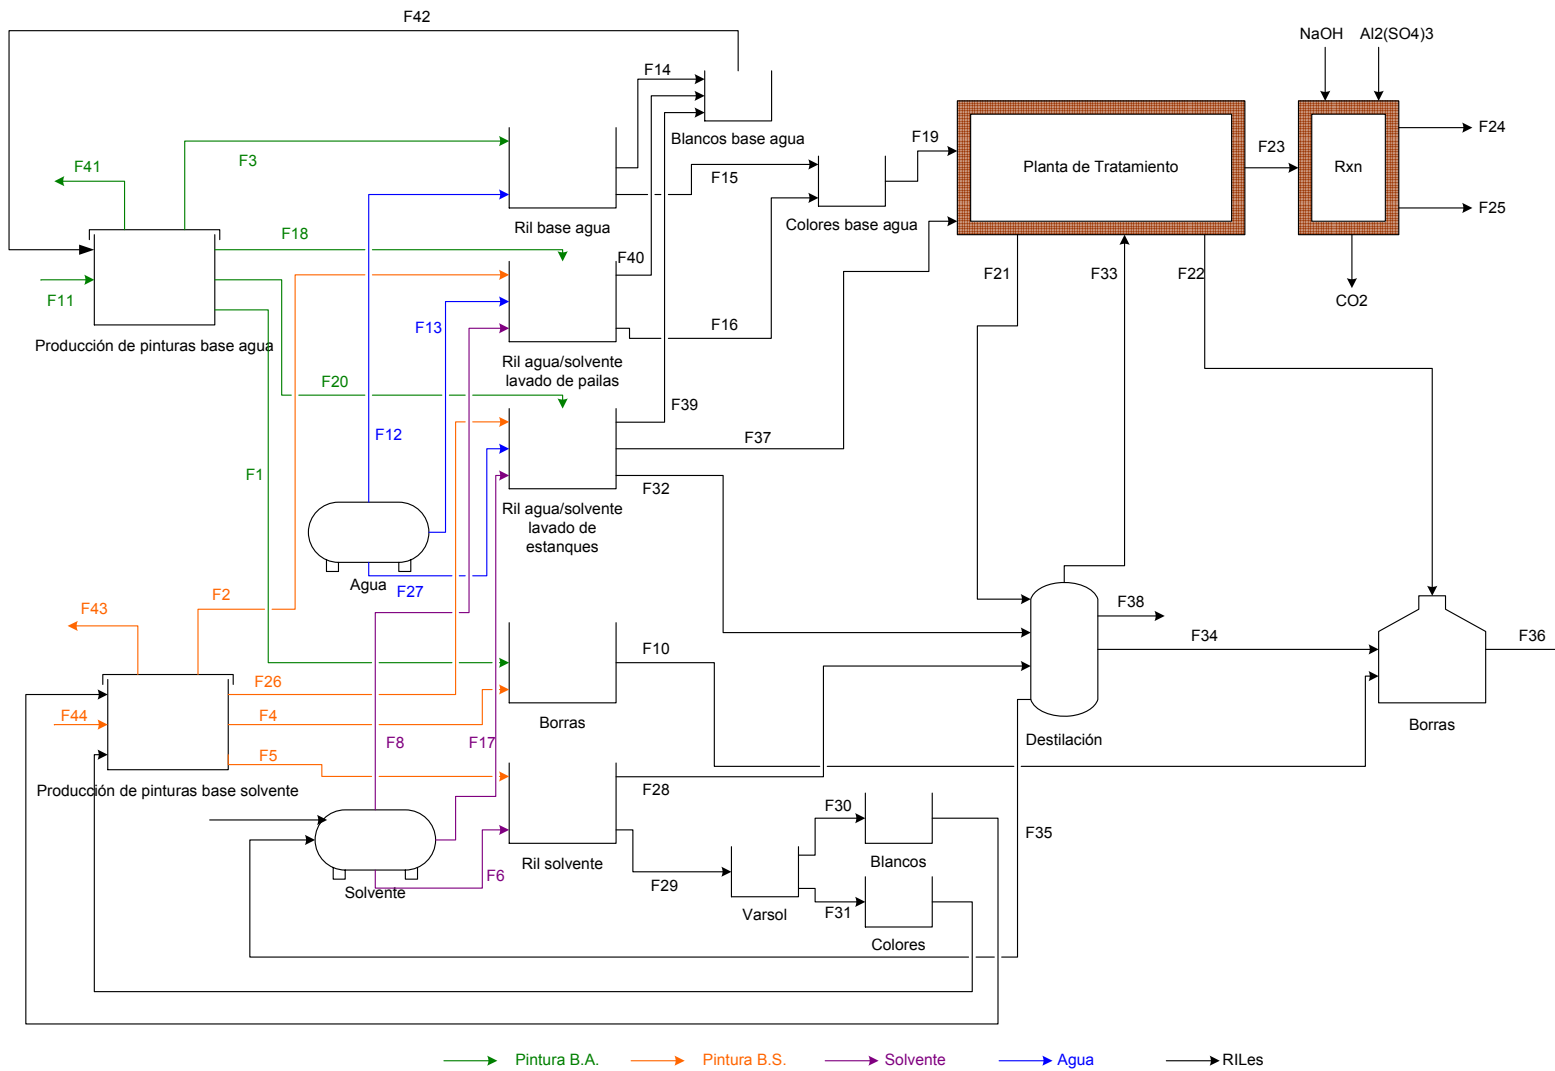 F42
NaOH
Al2(SO4)3
F14
Blancos base agua
F19
F24
F3
F41
F15
Planta de Tratamiento
F23
Rxn
F25
Ril base agua
Colores base agua
F18
F40
F21
F33
F22
F11
F13
F16
CO2
Producción de pinturas base agua
Ril agua/solvente
lavado de pailas
F20
F39
F12
F37
F1
F32
Ril agua/solvente
lavado de
estanques
Agua
F27
F2
F43
F38
F34
F36
F10
F26
F44
F4
Borras
Borras
F8
F17
Destilación
F5
F28
Producción de pinturas base solvente
F30
F35
Ril solvente
Blancos
F6
F29
Solvente
Varsol
F31
Colores
Pintura B.A.
Pintura B.S.
Solvente
Agua
RILes